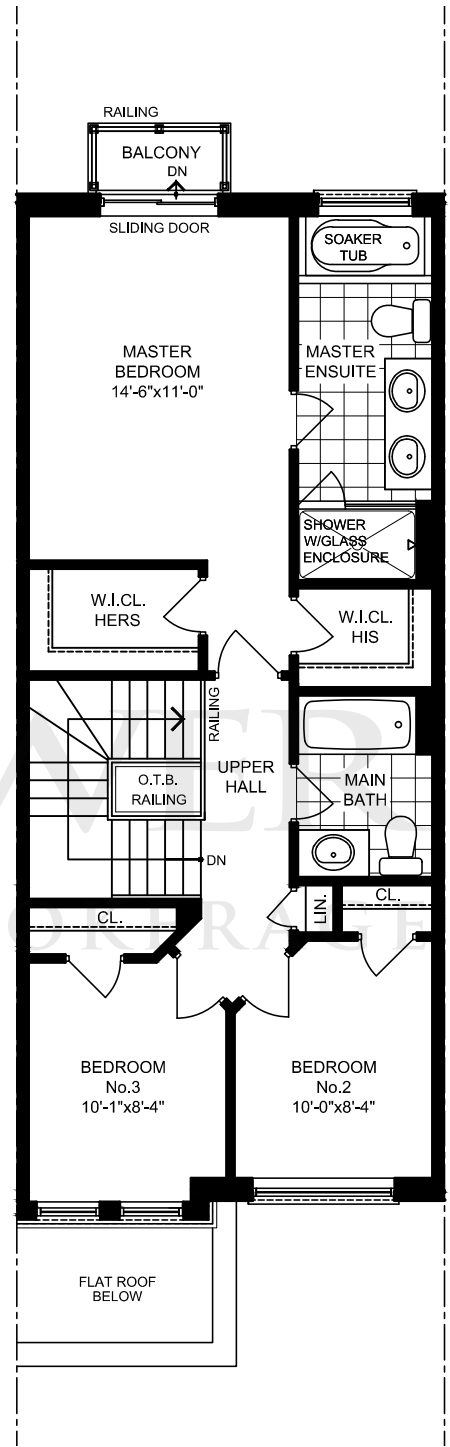 RAILING
BALCONY
DN
SLIDING DOOR
SOAKER
TUB
MASTER
BEDROOM
14'-6"x11'-0"
MASTER
ENSUITE
SHOWER
W/GLASS
ENCLOSURE
W.I.CL.
HERS
W.I.CL.
HIS
RAILING
O.T.B.
RAILING
UPPER
HALL
MAIN
BATH
DN
CL.
LIN.
CL.
BEDROOM
No.3
10'-1"x8'-4"
BEDROOM
No.2
10'-0"x8'-4"
FLAT ROOF
BELOW